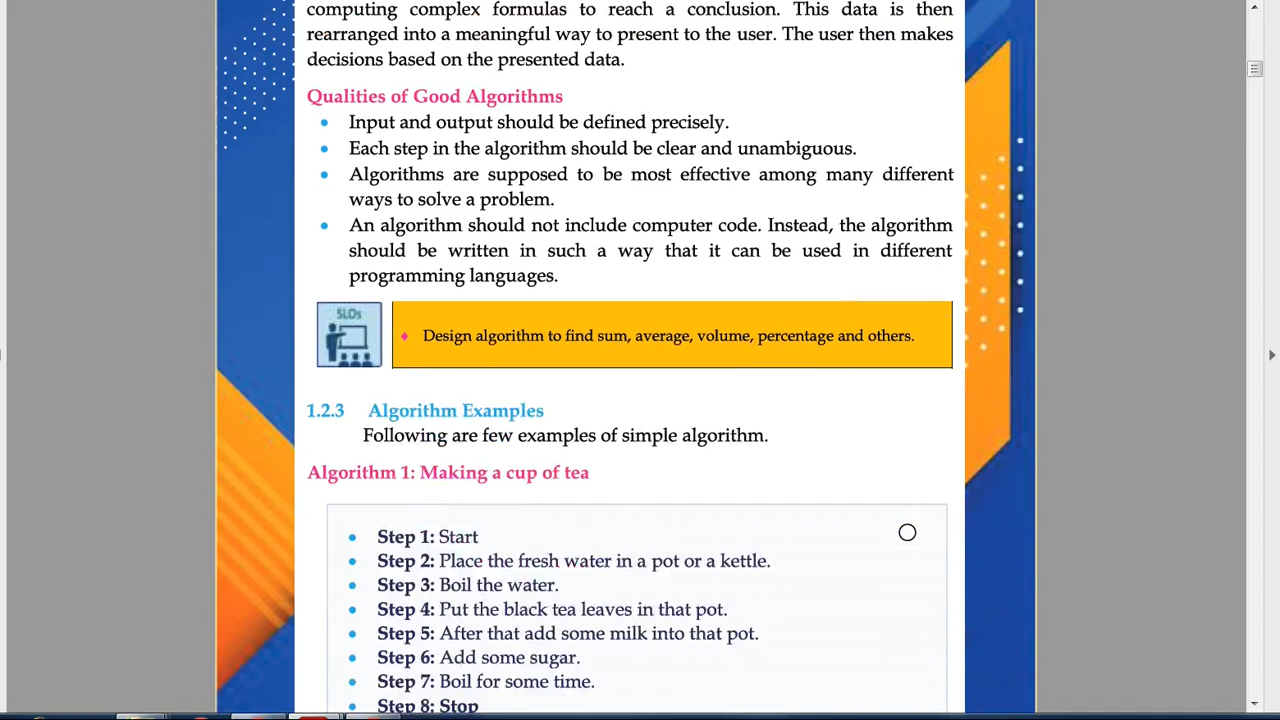 computing complex formulas to reach a conclusion. This data is then
rearranged into a meaningful way to present to the user. The user then makes
decisions based on the presented data.
Qualities of Good Algorithms
• Input and output should be defined precisely.
• Each step in the algorithm should be clear and unambiguous.
• Algorithms are supposed to be most effective among many different
ways to solve a problem.
• An algorithm should not include computer code. Instead, the algorithm
should be written in such a way that it can be used in different
programming languages.
SLOs
♦ Design algorithm to find sum, average, volume, percentage and others.
1.2.3 Algorithm Examples
Following are few examples of simple algorithm.
Algorithm 1: Making a cup of tea
• Step 1: Start
• Step 2: Place the fresh water in a pot or a kettle.
• Step 3: Boil the water.
• Step 4: Put the black tea leaves in that pot.
• Step 5: After that add some milk into that pot.
• Step 6: Add some sugar.
• Step 7: Boil for some time.
• Step 8: Stop